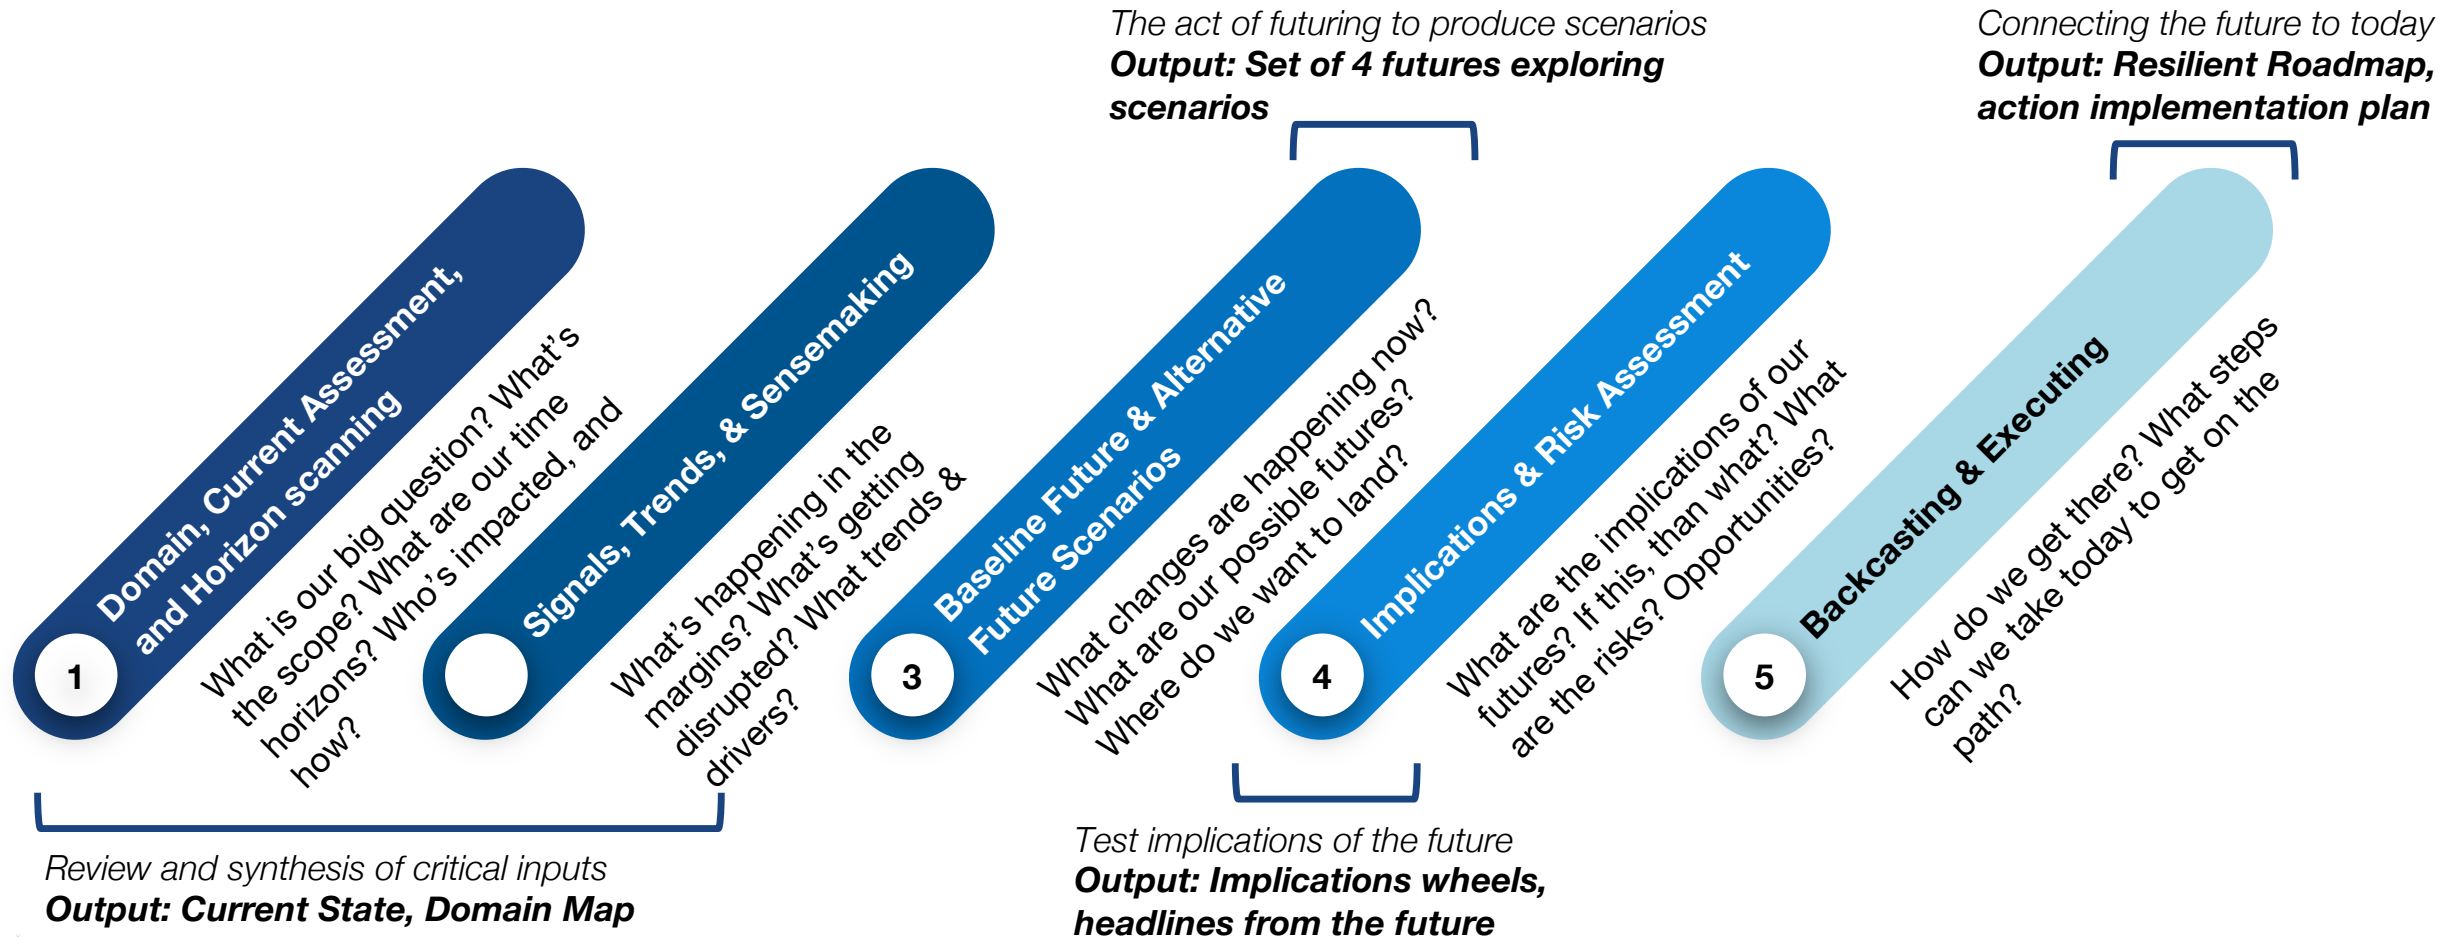 The act of futuring to produce scenarios
Output: Set of 4 futures exploring
scenarios
Connecting the future to today
Output: Resilient Roadmap,
action implementation plan
1
Domain, Current Assessment,
and Horizon scanning
What is our big question? What's
the scope? What are our time
horizons? Who's impacted, and
how?
Signals, Trends, & Sensemaking
What's happening in the
margins? What's getting
disrupted? What trends &
drivers?
3
Baseline Future & Alternative
Future Scenarios
What changes are happening now?
What are our possible futures?
Where do we want to land?
4
Implications & Risk Assessment
What are the implications of our
futures? If this, than what? What
are the risks? Opportunities?
5
Backcasting & Executing
How do we get there? What steps
can we take today to get on the
path?
Review and synthesis of critical inputs
Output: Current State, Domain Map
Test implications of the future
Output: Implications wheels,
headlines from the future